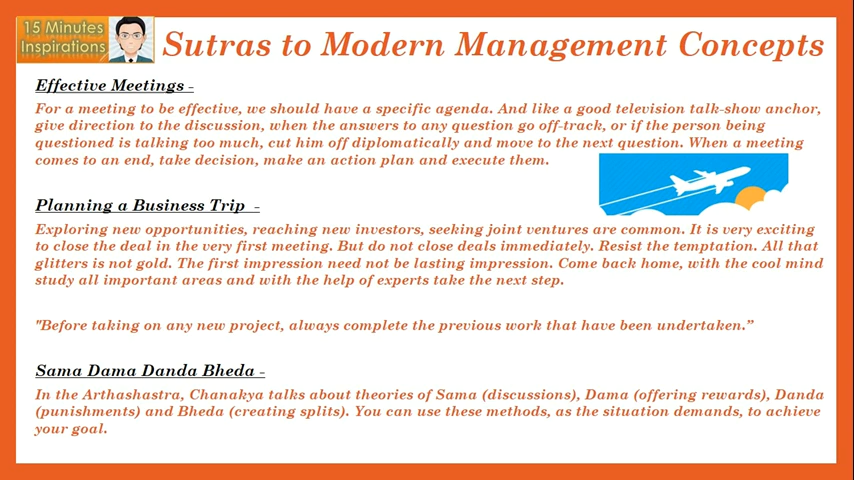 15 Minutes
Inspirations
Sutras to Modern Management Concepts
Effective Meetings -
For a meeting to be effective, we should have a specific agenda. And like a good television talk-show anchor,
give direction to the discussion, when the answers to any question go off-track, or if the person being
questioned is talking too much, cut him off diplomatically and move to the next question. When a meeting
comes to an end, take decision, make an action plan and execute them.
Planning a Business Trip -
Exploring new opportunities, reaching new investors, seeking joint ventures are common. It is very exciting
to close the deal in the very first meeting. But do not close deals immediately. Resist the temptation. All that
glitters is not gold. The first impression need not be lasting impression. Come back home, with the cool mind
study all important areas and with the help of experts take the next step.
"Before taking on any new project, always complete the previous work that have been undertaken.”
Sama Dama Danda Bheda -
In the Arthashastra, Chanakya talks about theories of Sama (discussions), Dama (offering rewards), Danda
(punishments) and Bheda (creating splits). You can use these methods, as the situation demands, to achieve
your goal.